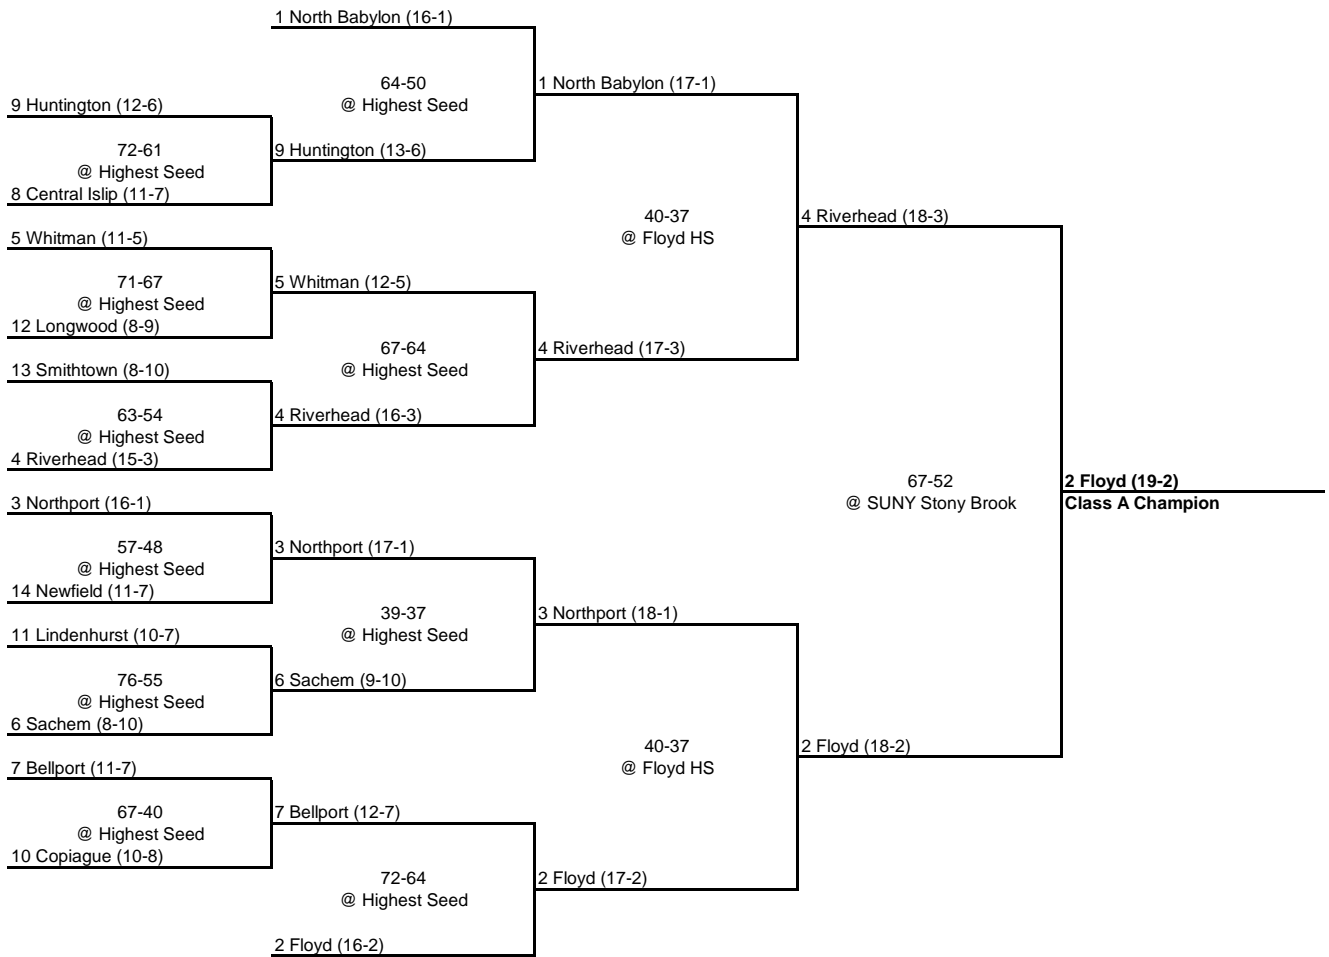 1 North Babylon (16-1)
64-50
@ Highest Seed
1 North Babylon (17-1)
9 Huntington (12-6)
72-61
@ Highest Seed
9 Huntington (13-6)
8 Central Islip (11-7)
40-37
@ Floyd HS
4 Riverhead (18-3)
5 Whitman (11-5)
71-67
@ Highest Seed
5 Whitman (12-5)
12 Longwood (8-9)
67-64
@ Highest Seed
4 Riverhead (17-3)
13 Smithtown (8-10)
63-54
@ Highest Seed
4 Riverhead (16-3)
4 Riverhead (15-3)
67-52
@ SUNY Stony Brook
2 Floyd (19-2)
Class A Champion
3 Northport (16-1)
57-48
@ Highest Seed
3 Northport (17-1)
14 Newfield (11-7)
39-37
@ Highest Seed
3 Northport (18-1)
11 Lindenhurst (10-7)
76-55
@ Highest Seed
6 Sachem (9-10)
6 Sachem (8-10)
40-37
@ Floyd HS
2 Floyd (18-2)
7 Bellport (11-7)
67-40
@ Highest Seed
7 Bellport (12-7)
10 Copiague (10-8)
72-64
@ Highest Seed
2 Floyd (17-2)
2 Floyd (16-2)